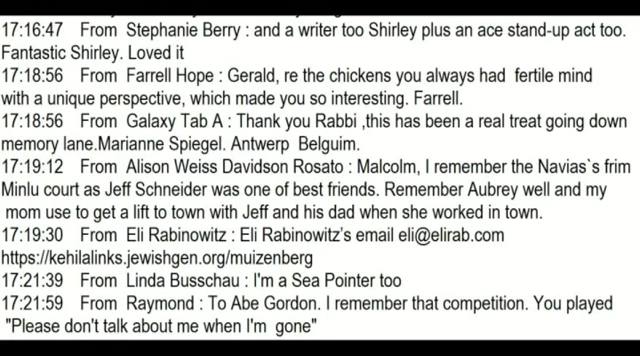 17:16:47 From Stephanie Berry : and a writer too Shirley plus an ace stand-up act too.
Fantastic Shirley. Loved it
17:18:56 From Farrell Hope : Gerald, re the chickens you always had fertile mind
with a unique perspective, which made you so interesting. Farrell.
17:18:56 From Galaxy Tab A : Thank you Rabbi ,this has been a real treat going down
memory lane.Marianne Spiegel. Antwerp Belguim.
17:19:12 From Alison Weiss Davidson Rosato : Malcolm, I remember the Navias`s frim
Minlu court as Jeff Schneider was one of best friends. Remember Aubrey well and my
mom use to get a lift to town with Jeff and his dad when she worked in town.
17:19:30 From Eli Rabinowitz : Eli Rabinowitz's email eli@elirab.com
https://kehilalinks.jewishgen.org/muizenberg
17:21:39 From Linda Busschau : I'm a Sea Pointer too
17:21:59 From Raymond : To Abe Gordon. I remember that competition. You played
"Please don't talk about me when I'm gone"